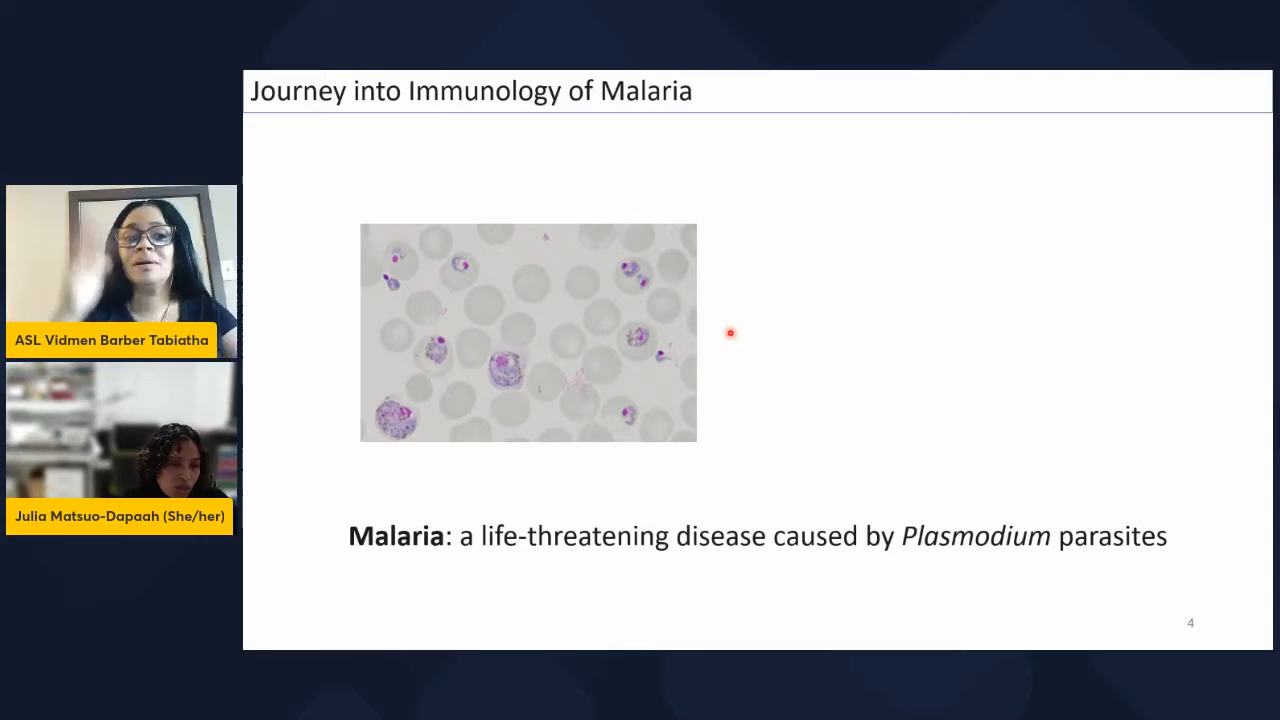 Journey into Immunology of Malaria
ASL Vidmen Barber Tabiatha
Julia Matsuo-Dapaah (She/her)
Malaria: a life-threatening disease caused by Plasmodium parasites
4